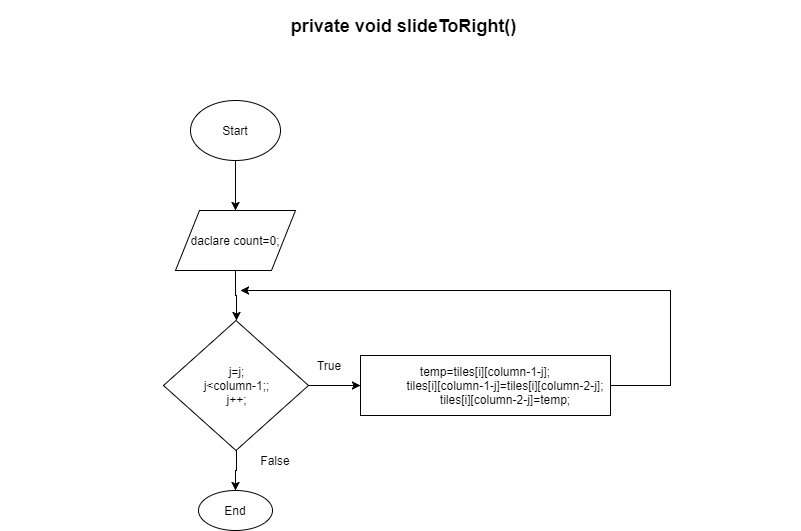 private void slideToRight()
Start
daclare count=0;
j=j;
j<column-1;;
j++;
True
temp=tiles[i][column-1-j];
tiles[i][column-1-j]=tiles[i][column-2-j];
tiles[i][column-2-j]=temp;
False
End